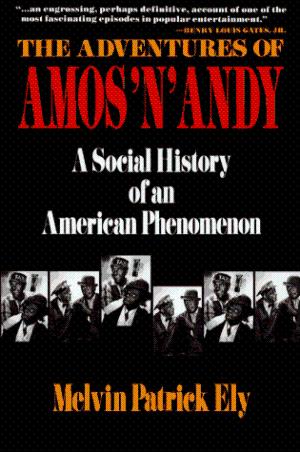 "...an engrossing, perhaps definitive, account of one of the
most fascinating episodes in popular entertainment."
—HENRY LOUIS GATES, JR.
THE ADVENTURES OF
AMOS'N'ANDY
A Social History
of an
American Phenomenon
Melvin Patrick Ely